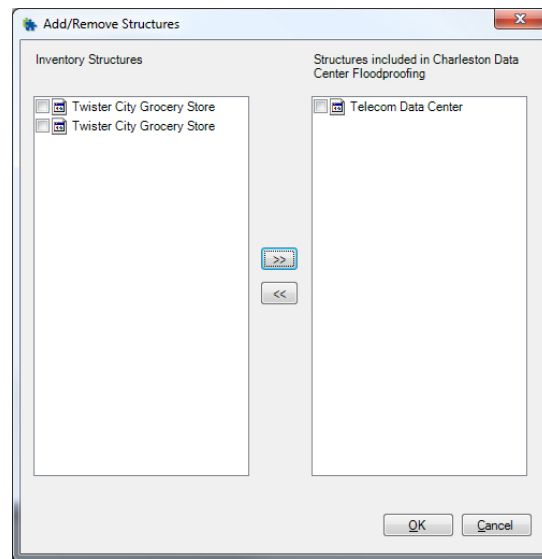 Add/Remove Structures
Inventory Structures
Structures included in Charleston Data
Center Floodproofing
Twister City Grocery Store
Twister City Grocery Store
Telecom Data Center
>>
<<
OK
Cancel